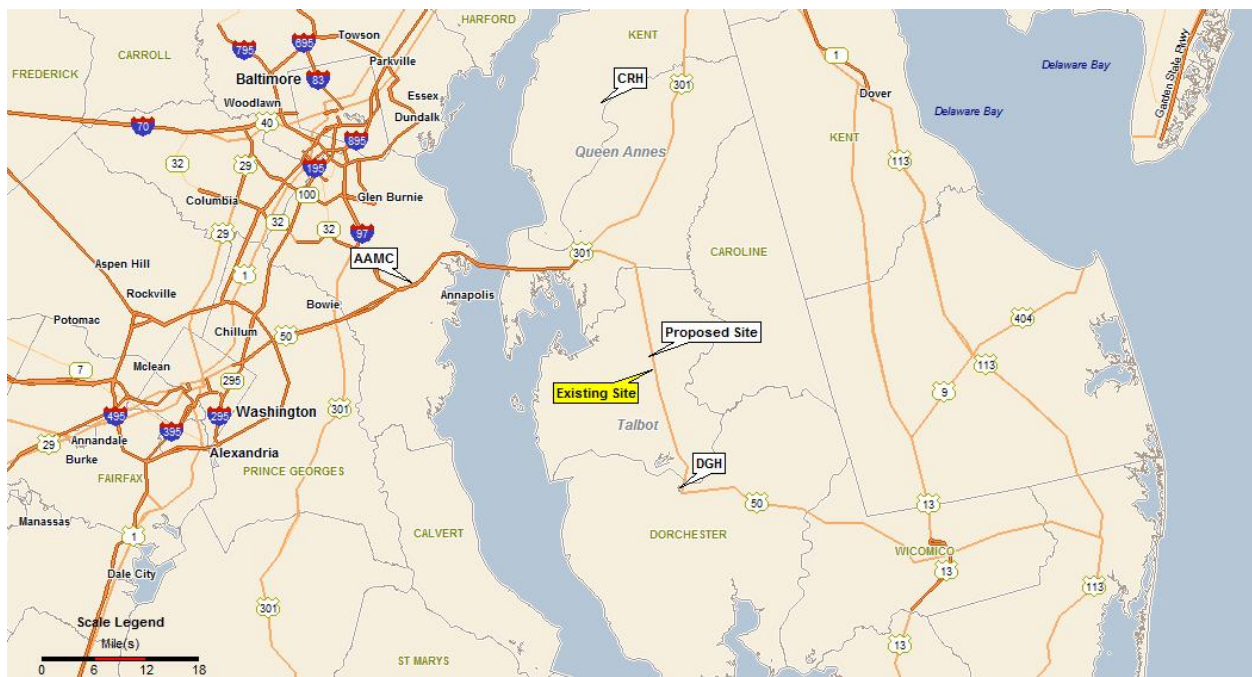 HARFORD
KENT
CARROLL
795
695
Towson
Parkville
1
Delaware Bay
Garden State Pkwy
FREDERICK
Baltimore
83
CRH
301
Dover
Woodlawn
Essex
Delaware Bay
70
40
Dundalk
KENT
895
Queen Annes
113
32
29
195
Columbia
100
Glen Burnie
32
32
29
97
301
CAROLINE
AAMC
Aspen Hill
1
Rockville
Bowie
Annapolis
Potomac
Chillum
50
Proposed Site
404
Mclean
7
295
113
Existing Site
9
495
395
295
Washington
301
29
Annandale
Talbot
Burke
Alexandria
DGH
FAIRFAX
PRINCE GEORGES
50
13
Manassas
1
CALVERT
DORCHESTER
WICOMICO
13
Dale City
113
301
Scale Legend
Mile(s)
13
ST MARYS
0 6 12 18